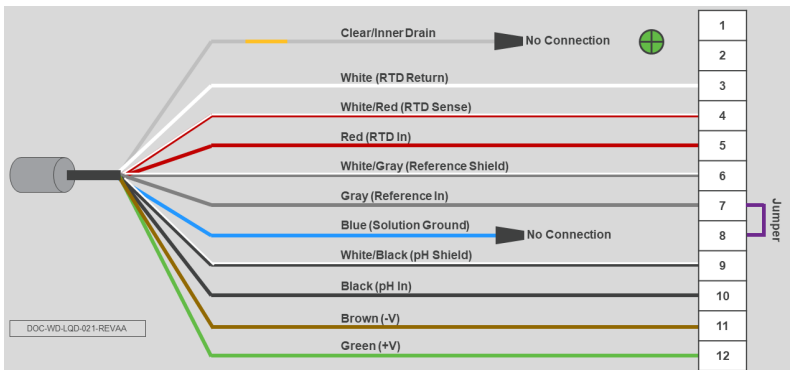 Clear/Inner Drain
No Connection
1
2
White (RTD Return)
3
White/Red (RTD Sense)
4
Red (RTD In)
5
White/Gray (Reference Shield)
6
Gray (Reference In)
7
Blue (Solution Ground)
No Connection
8
Jumper
White/Black (pH Shield)
9
Black (pH In)
10
Brown (-V)
11
Green (+V)
12
DOC-WD-LQD-021-REVAA